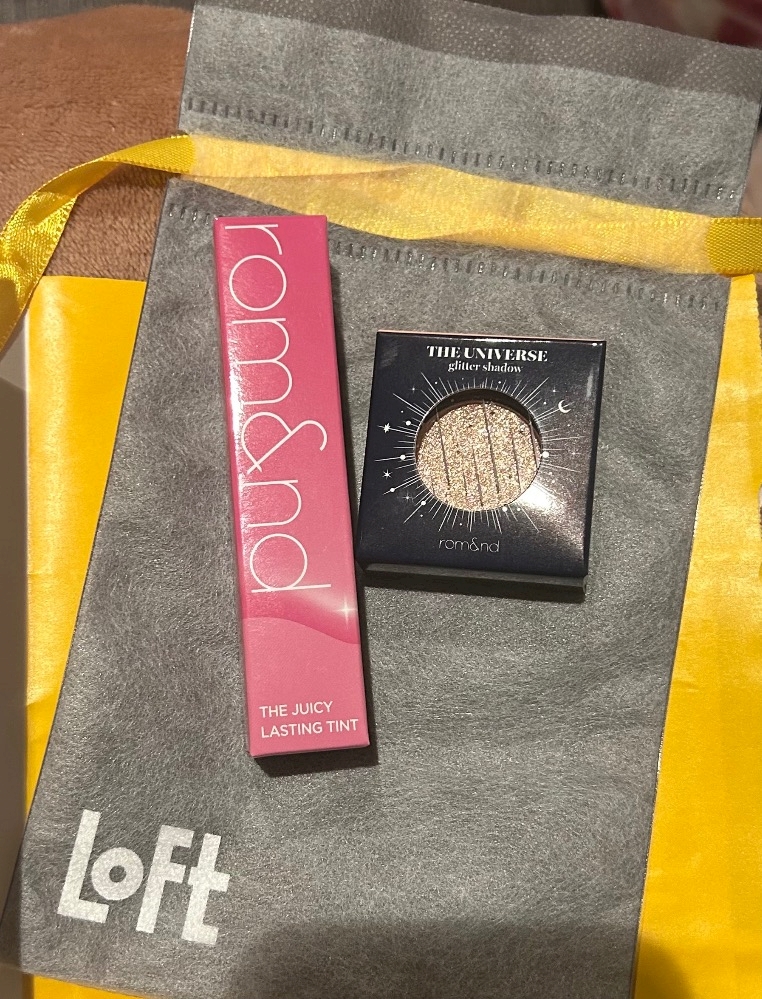 rom&nd
THE JUICY
LASTING TINT
THE UNIVERSE
glitter shadow
rom&nd
LOFT